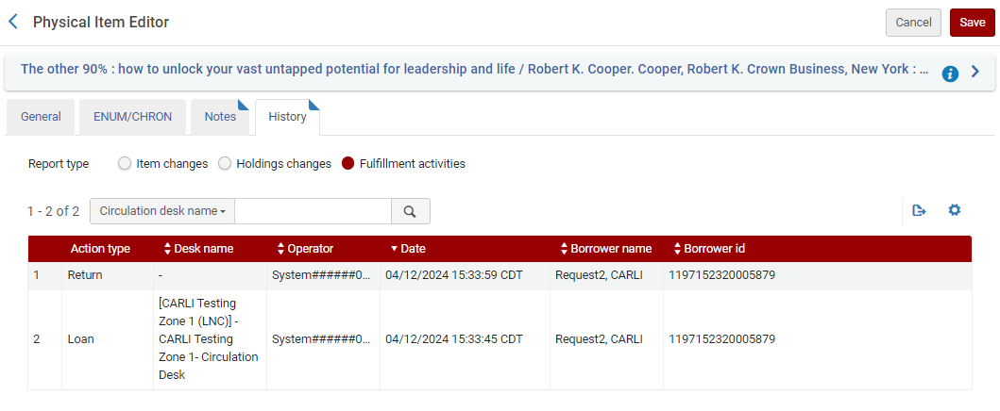 Physical Item Editor
Cancel
Save
The other 90% : how to unlock your vast untapped potential for leadership and life / Robert K. Cooper. Cooper, Robert K. Crown Business, New York : ...
General
ENUM/CHRON
Notes
History
Report type
Item changes
Holdings changes
Fulfillment activities
1 - 2 of 2
Circulation desk name
Action type
Desk name
Operator
Date
Borrower name
Borrower id
1
Return
-
System######0...
04/12/2024 15:33:59 CDT
Request2, CARLI
1197152320005879
2
Loan
[CARLI Testing
Zone 1 (LNC)] -
CARLI Testing
Zone 1- Circulation
Desk
System######0...
04/12/2024 15:33:45 CDT
Request2, CARLI
1197152320005879